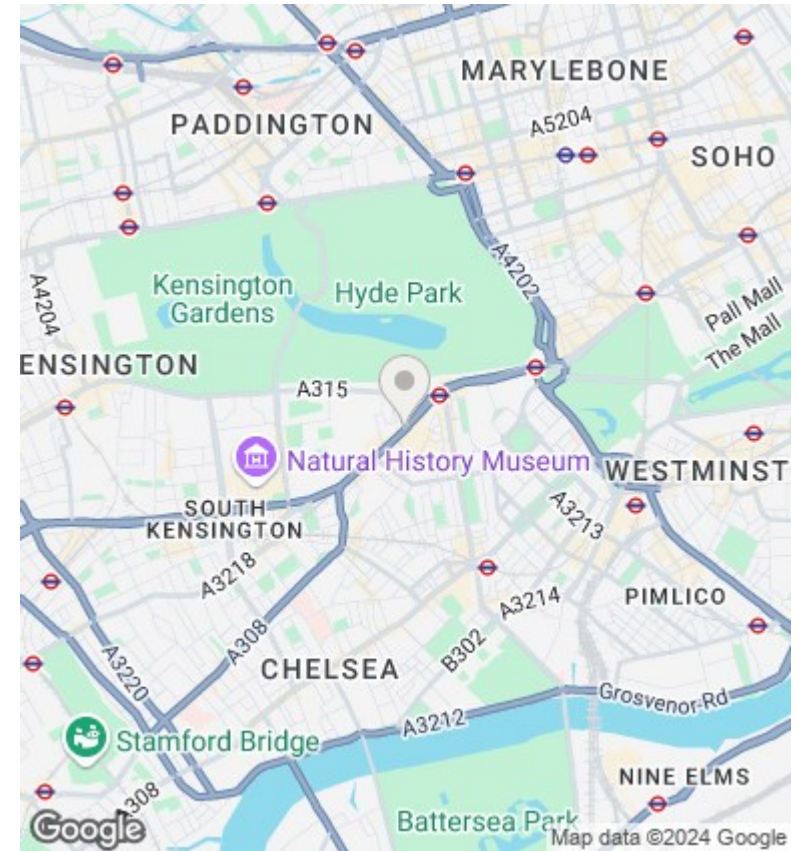 MARYLEBONE
PADDINGTON
A5204
SOHO
A4202
Kensington
Gardens
Hyde Park
A4204
Pall Mall
The Mall
ENSINGTON
A315
Natural History Museum
WESTMINST
SOUTH
KENSINGTON
A3213
A3218
A3214
PIMLICO
A308
B302
CHELSEA
A3220
Grosvenor-Rd
A3212
Stamford Bridge
NINE ELMS
A308
Battersea Park
Google
Map data ©2024 Google